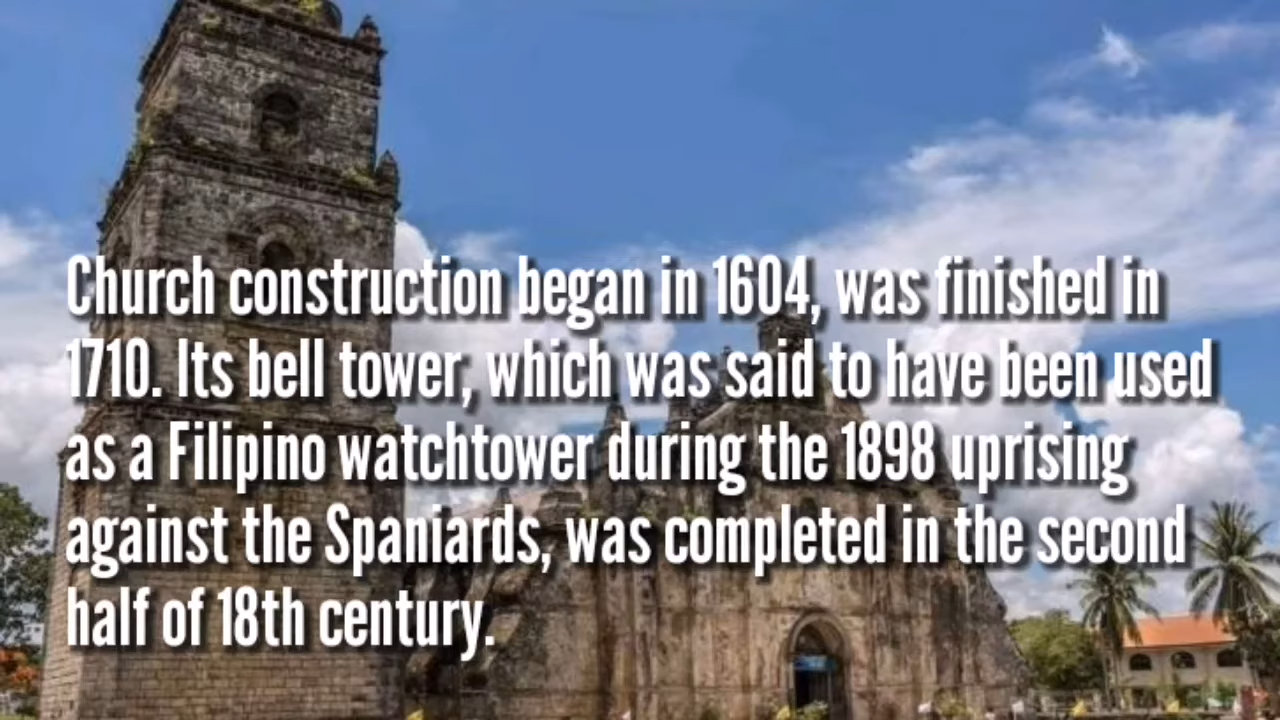 Church construction began in 1604, was finished in
1710. Its bell tower, which was said to have been used
as a Filipino watchtower during the 1898 uprising
against the Spaniards, was completed in the second
half of 18th century.